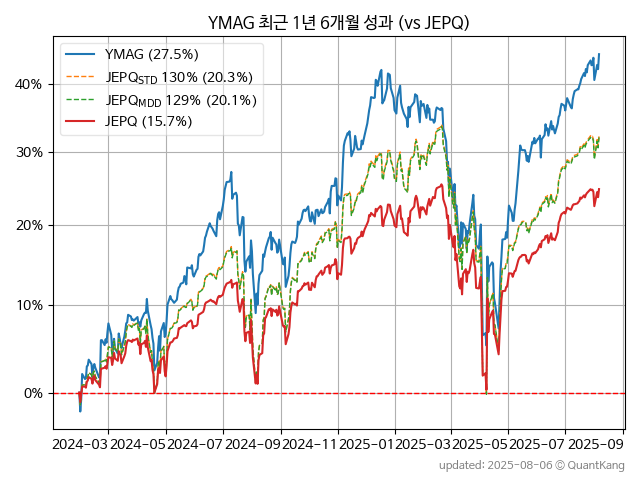 YMAG 최근 1년 6개월 성과 (vs JEPQ)
YMAG (27.5%)
JEPQSTD 130% (20.3%)
JEPQMDD 129% (20.1%)
JEPQ (15.7%)
40%
30%
20%
10%
0%
2024-03 2024-05 2024-07 2024-09 2024-11 2025-01 2025-03 2025-05 2025-07 2025-09
updated: 2025-08-06 © QuantKang